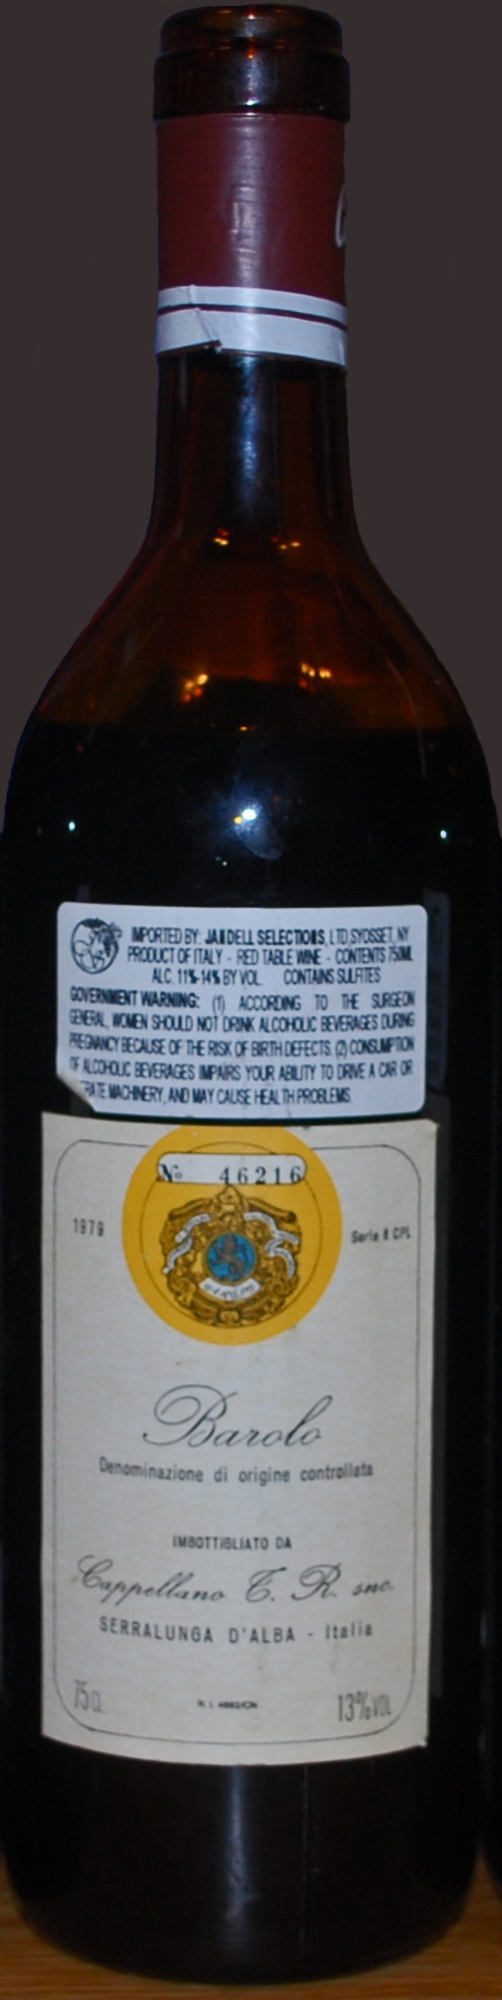 IMPORTED BY: JANDELL SELECTIONS, LTD, SYOSSET, NY
PRODUCT OF ITALY - RED TABLE WINE - CONTENTS 750ML
ALC. 11%-14% BY VOL. CONTAINS SULFITES
GOVERNMENT WARNING: (1) ACCORDING TO THE SURGEON
GENERAL, WOMEN SHOULD NOT DRINK ALCOHOLIC BEVERAGES DURING
PREGNANCY BECAUSE OF THE RISK OF BIRTH DEFECTS. (2) CONSUMPTION
OF ALCOHOLIC BEVERAGES IMPAIRS YOUR ABILITY TO DRIVE A CAR OR
ERATE MACHINERY, AND MAY CAUSE HEALTH PROBLEMS.
No 46216
1979 Serie 8 CPL
Barolo
Denominazione di origine controllata
IMBOTTIGLIATO DA
Cappellano T. R. snc.
SERRALUNGA D'ALBA - Italia
75 CL. 13% VOL